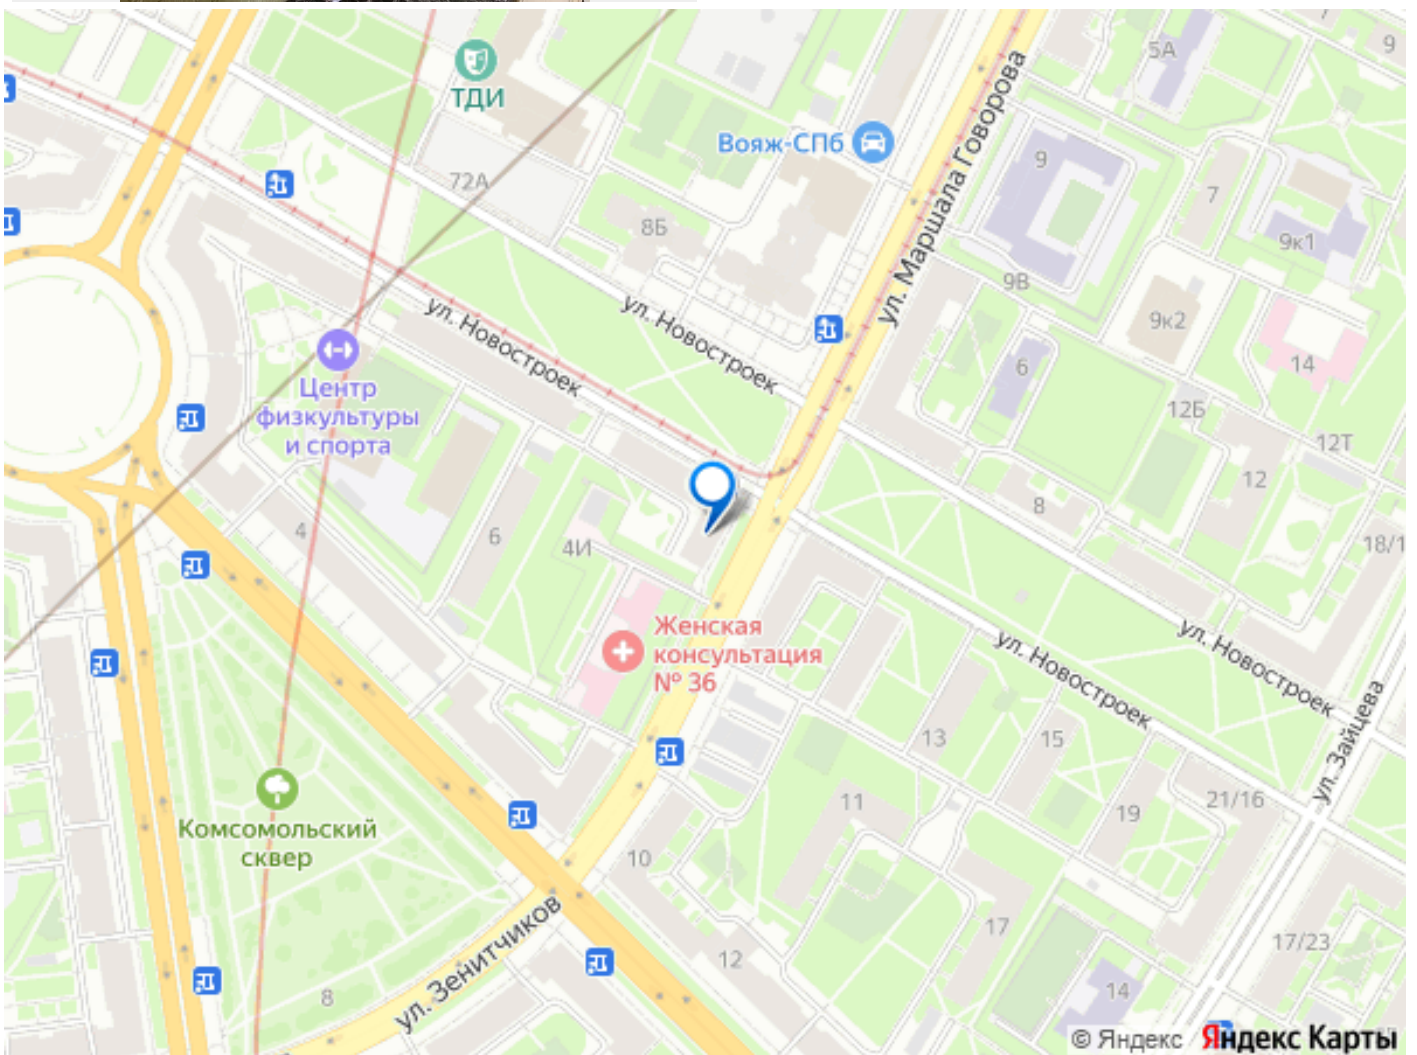 5А
9
7
ТДИ
Вояж-СПб
ул. Маршала Говорова
9
7
72А
8Б
9к1
9В
9к2
ул. Новостроек
ул. Новостроек
14
6
Центр
физкультуры
и спорта
12Б
12Т
12
8
4
6
4И
18/1
Женская
консультация
№ 36
ул. Новостроек
ул. Новостроек
ул. Зайцева
13
15
11
21/16
19
Комсомольский
сквер
10
17
17/23
12
ул. Зенитчиков
8
14
© Яндекс Яндекс Карты